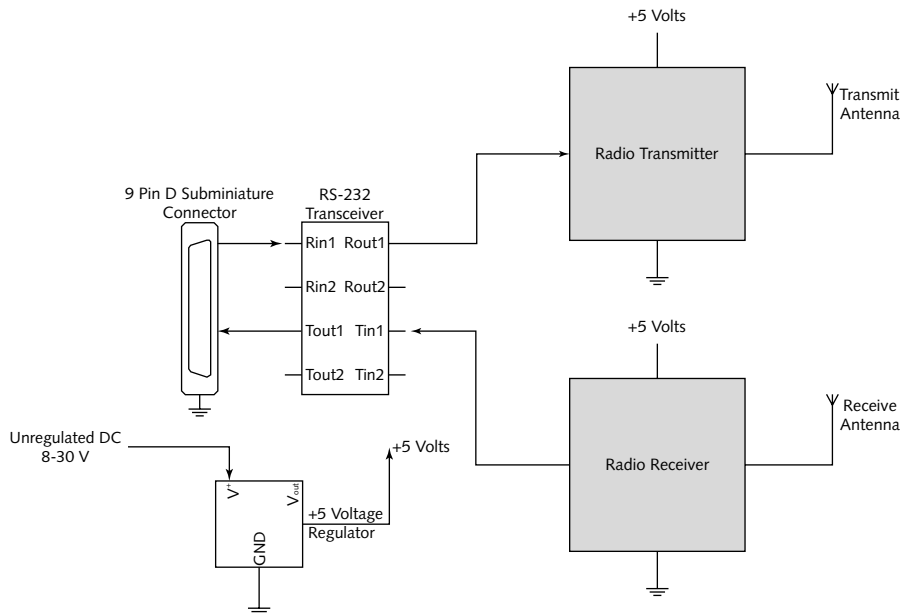 +5 Volts
Transmit
Antenna
Radio Transmitter
9 Pin D Subminiature
Connector
RS-232
Transceiver
Rin1 Rout1
Rin2 Rout2
Tout1 Tin1
Tout2 Tin2
+5 Volts
Receive
Antenna
Radio Receiver
Unregulated DC
8-30 V
+5 Volts
V+
Vout
GND
+5 Voltage
Regulator